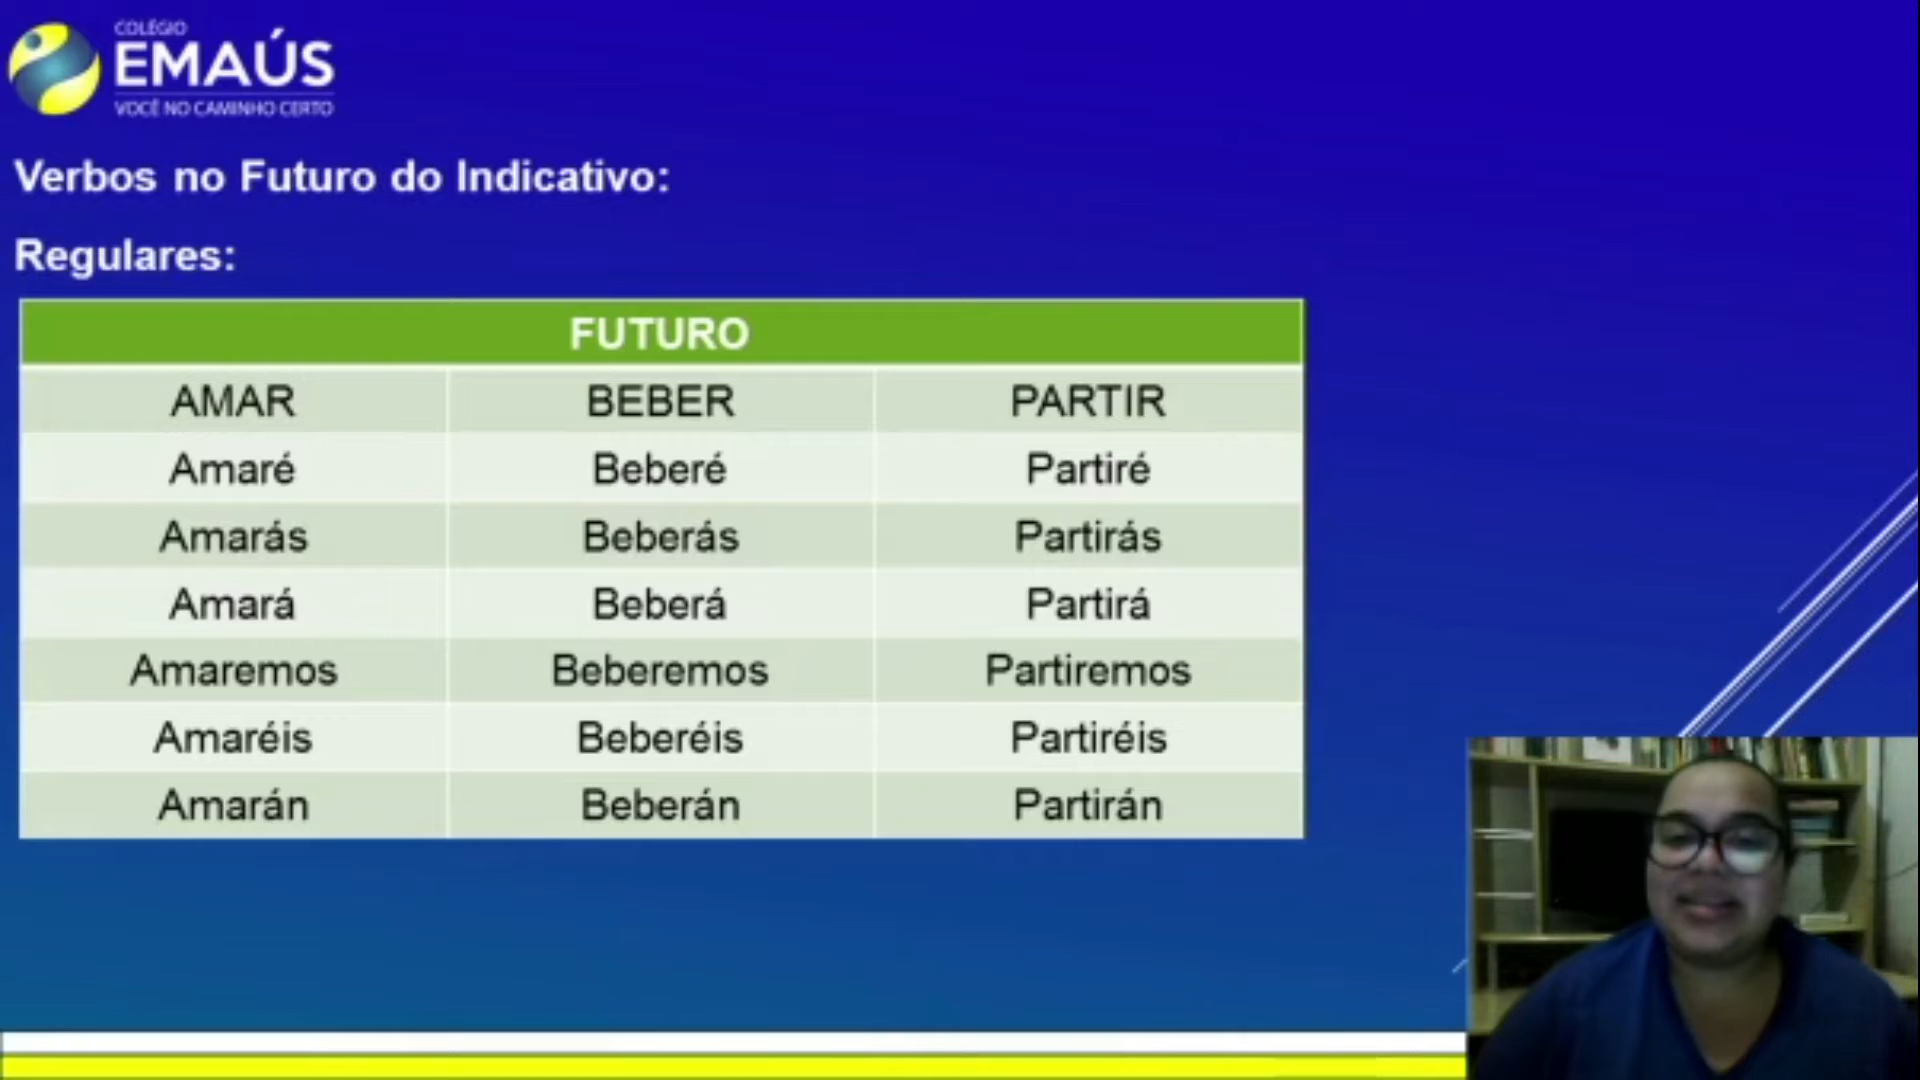 COLÉGIO
EMAÚS
VOCÊ NO CAMINHO CERTO
Verbos no Futuro do Indicativo:
Regulares:
FUTURO
AMAR BEBER PARTIR
Amaré Beberé Partiré
Amarás Beberás Partirás
Amará Beberá Partirá
Amaremos Beberemos Partiremos
Amaréis Beberéis Partiréis
Amarán Beberán Partirán